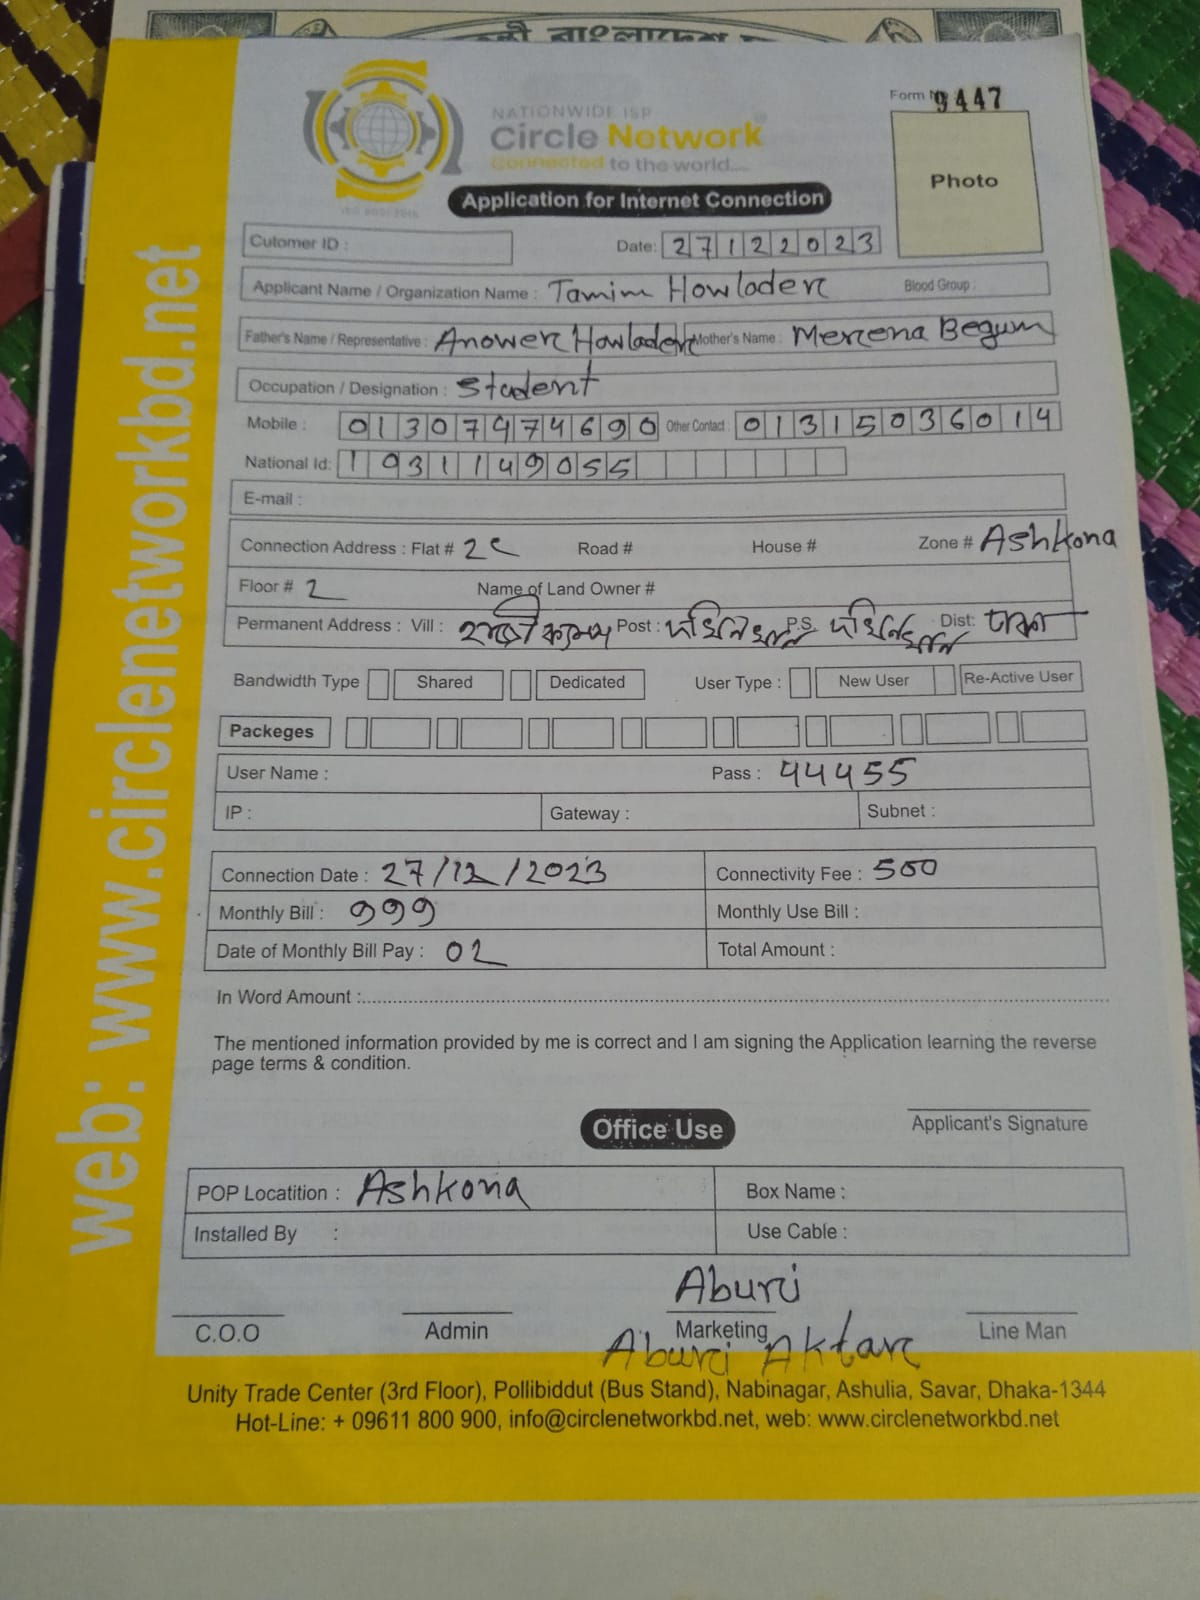 বাংলাদেশ
Form No 9447
NATIONWIDE ISP
Circle Network
Connected to the world....
Photo
Application for Internet Connection
Cutomer ID :
Date: 27122023
Applicant Name / Organization Name : Tamim Howlader Blood Group :
Father's Name / Representative : Anower Howlader Mother's Name : Merena Begum
Occupation / Designation : Student
Mobile : 01307974690 Other Contact : 01315036014
National Id: 1931149055
E-mail :
Connection Address : Flat # 2C Road # House # Zone # Ashkona
Floor # 2 Name of Land Owner #
Permanent Address : Vill : Post : দক্ষিনখান P.S. দক্ষিনখান Dist: ঢাকা
Bandwidth Type Shared Dedicated User Type : New User Re-Active User
Packeges
User Name : Pass : 44455
IP : Gateway : Subnet :
Connection Date : 27/12/2023 Connectivity Fee : 500
Monthly Bill : 999 Monthly Use Bill :
Date of Monthly Bill Pay : 02 Total Amount :
In Word Amount :
The mentioned information provided by me is correct and I am signing the Application learning the reverse
page terms & condition.
Applicant's Signature
Office Use
POP Locatition : Ashkona Box Name :
Installed By : Use Cable :
Aburi
C.O.O Admin Marketing Line Man
Aburi Aktar
Unity Trade Center (3rd Floor), Pollibiddut (Bus Stand), Nabinagar, Ashulia, Savar, Dhaka-1344
Hot-Line: + 09611 800 900, info@circlenetworkbd.net, web: www.circlenetworkbd.net
web: www.circlenetworkbd.net